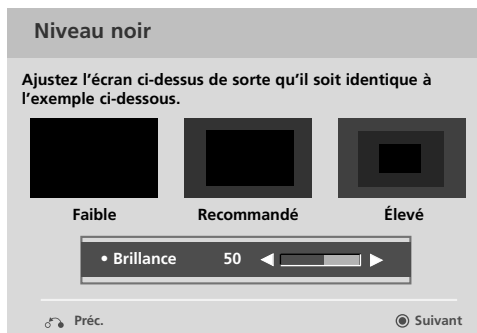 Niveau noir
Ajustez l'écran ci-dessus de sorte qu'il soit identique à
l'exemple ci-dessous.
Faible Recommandé Élevé
• Brillance 50 ◀ ▶
Préc. Suivant